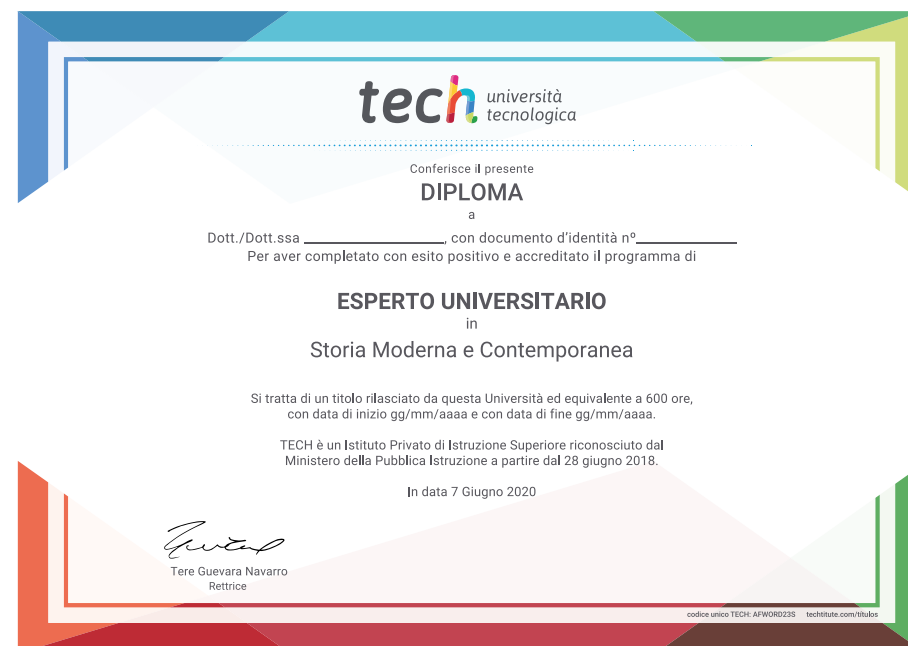 tech università
tecnologica
Conferisce il presente
DIPLOMA
a
Dott./Dott.ssa ____________________, con documento d'identità nº______________
Per aver completato con esito positivo e accreditato il programma di
ESPERTO UNIVERSITARIO
in
Storia Moderna e Contemporanea
Si tratta di un titolo rilasciato da questa Università ed equivalente a 600 ore,
con data di inizio gg/mm/aaaa e con data di fine gg/mm/aaaa.
TECH è un Istituto Privato di Istruzione Superiore riconosciuto dal
Ministero della Pubblica Istruzione a partire dal 28 giugno 2018.
In data 7 Giugno 2020
Tere Guevara Navarro
Rettrice
codice unico TECH: AFWORD23S techtitute.com/titulos